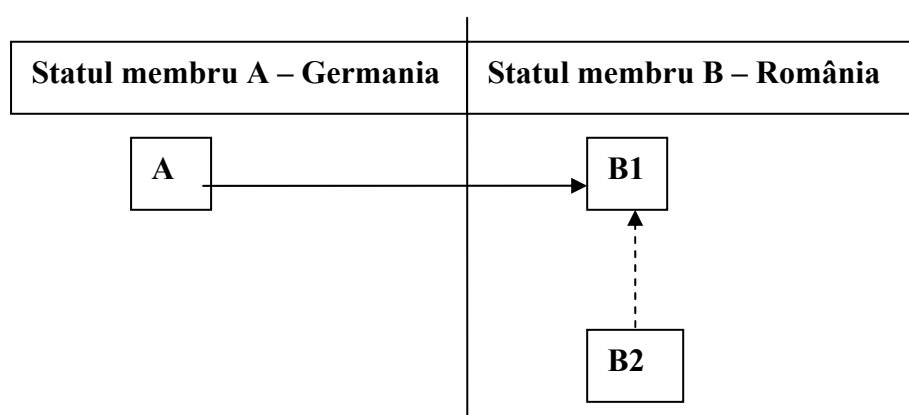 Statul membru A – Germania
Statul membru B – România
A
B1
B2